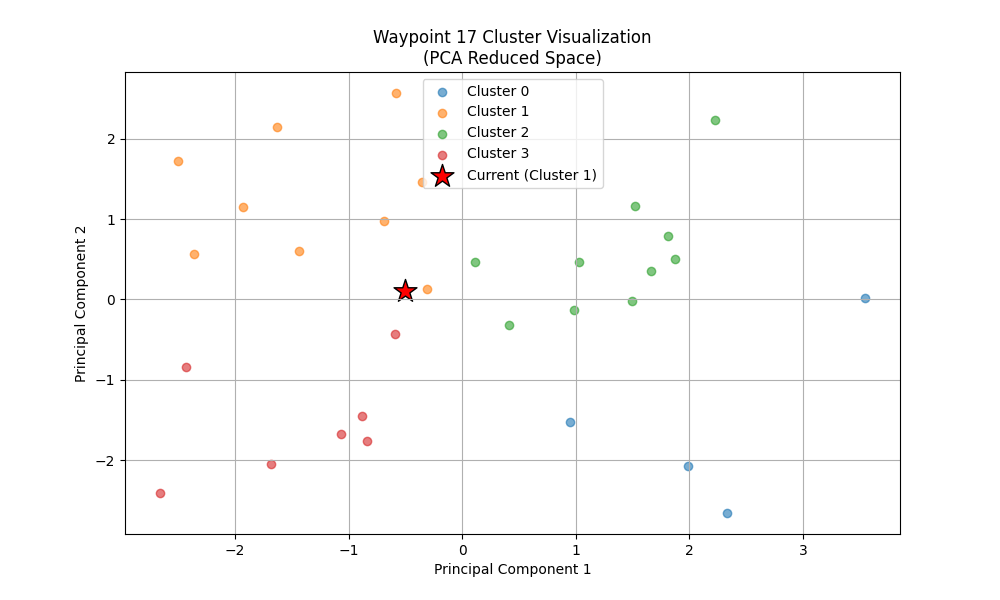 Waypoint 17 Cluster Visualization
(PCA Reduced Space)
Cluster 0
Cluster 1
Cluster 2
Cluster 3
Current (Cluster 1)
Principal Component 2
2
1
0
−1
−2
−2
−1
0
1
2
3
Principal Component 1